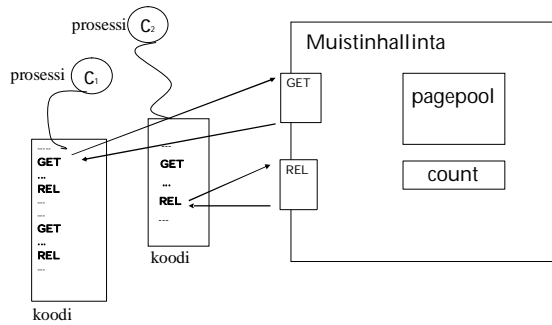 prosessi C2
prosessi C1
.....
GET
...
REL
...
...
GET
...
REL
...
koodi
...
GET
...
REL
...
koodi
Muistinhallinta
GET
REL
pagepool
count